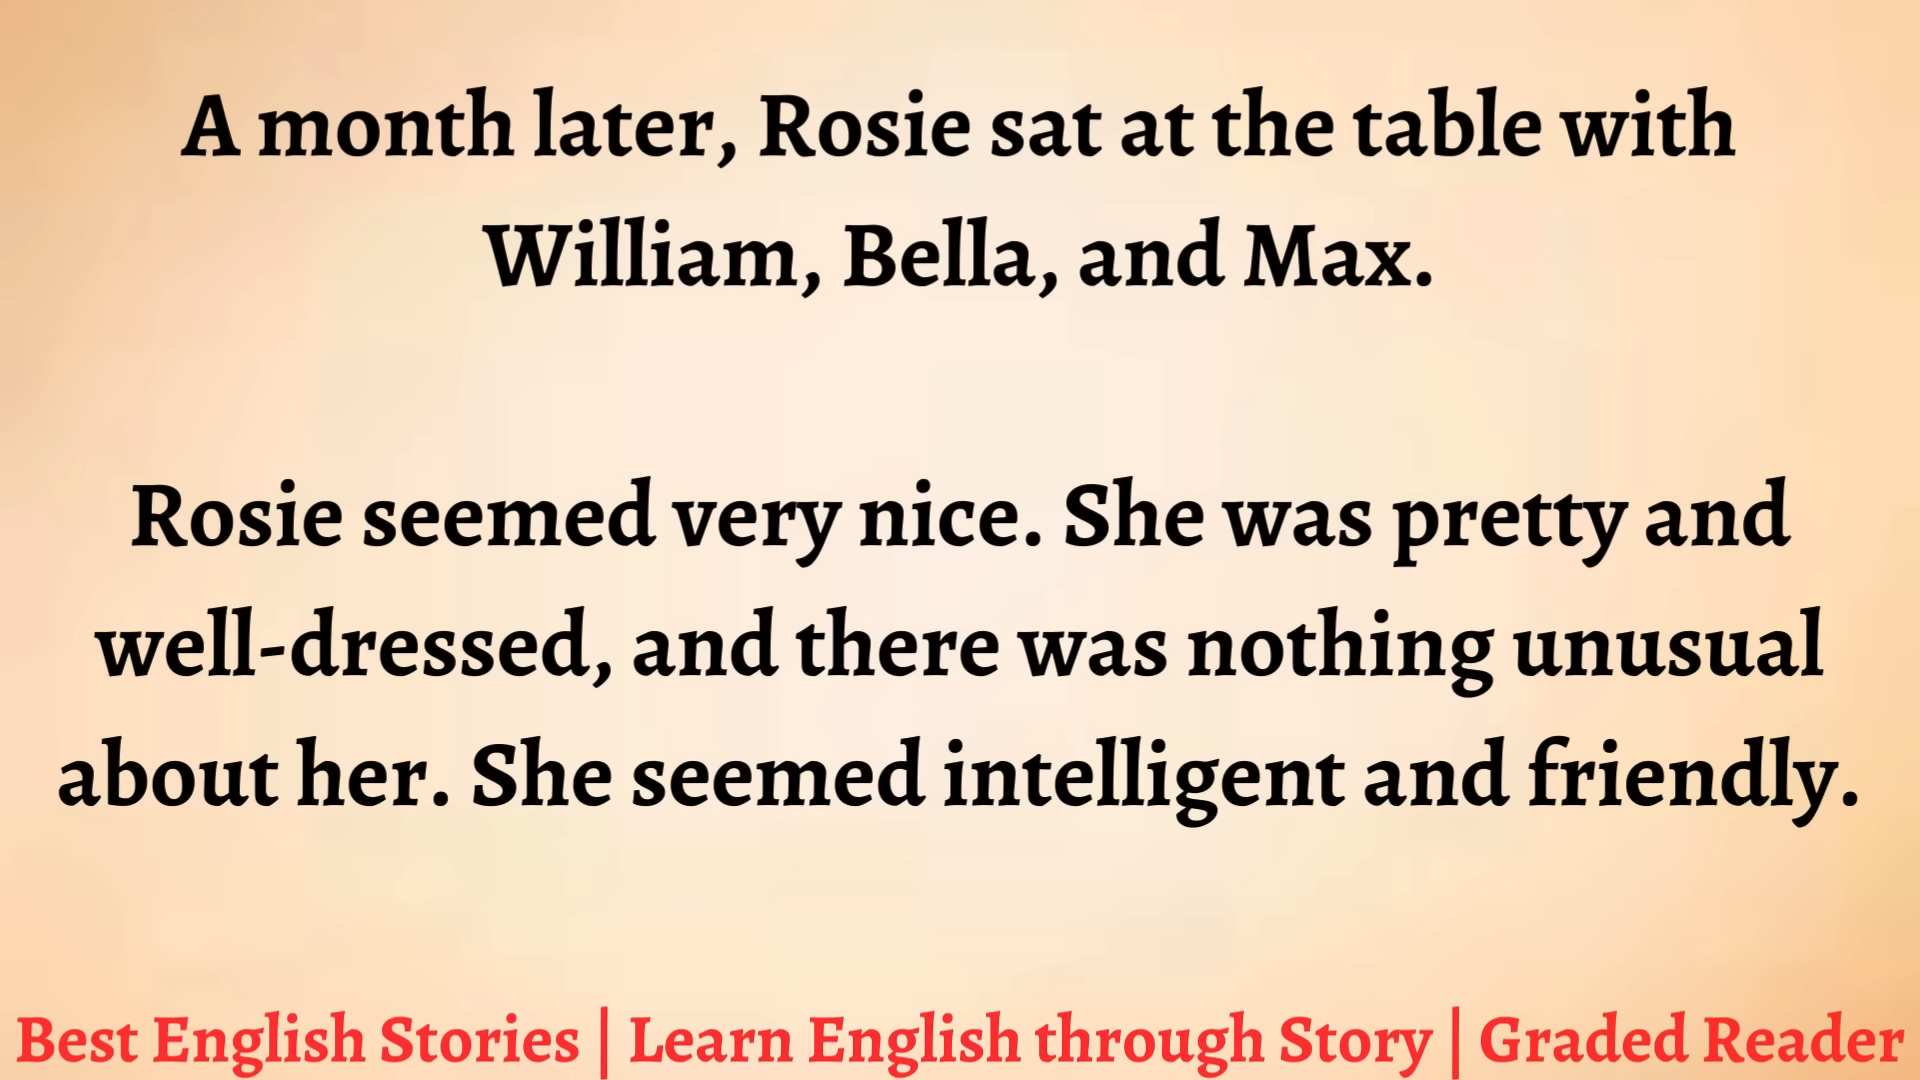 A month later, Rosie sat at the table with
William, Bella, and Max.
Rosie seemed very nice. She was pretty and
well-dressed, and there was nothing unusual
about her. She seemed intelligent and friendly.
Best English Stories | Learn English through Story | Graded Reader